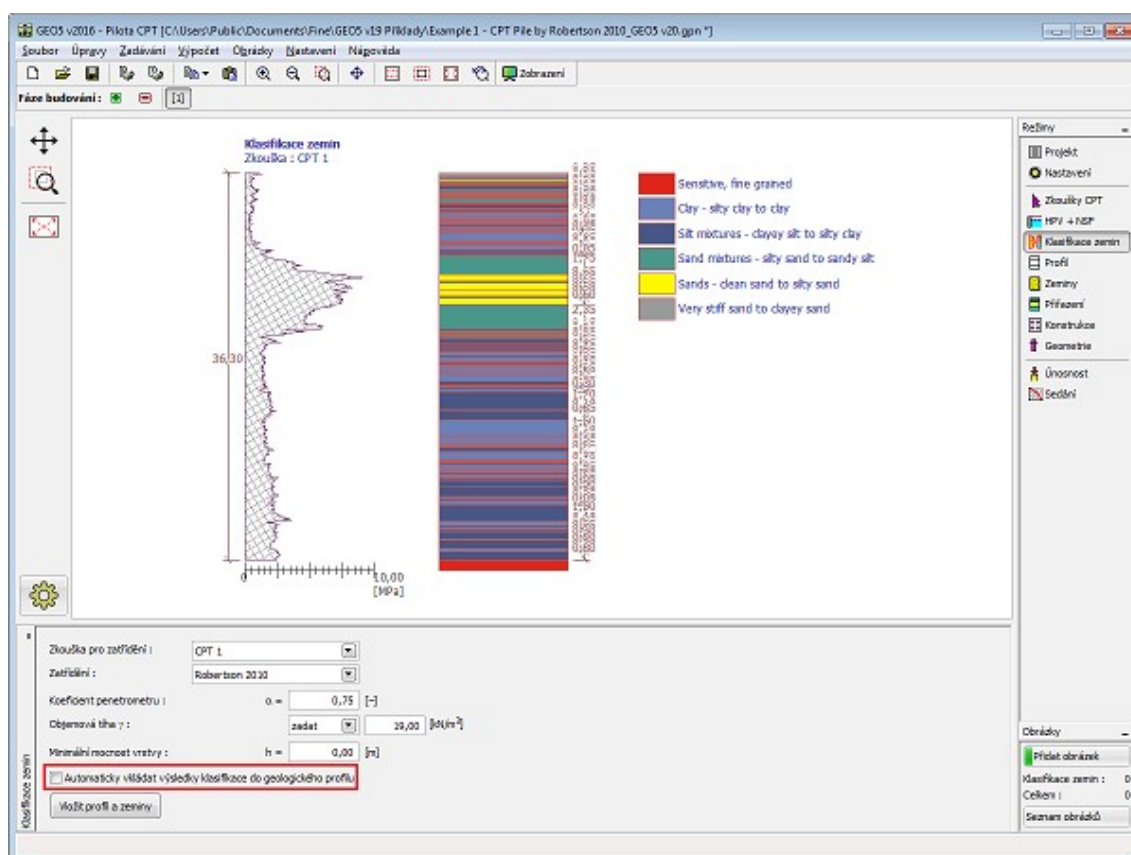 GEO5 v2016 - Pilota CPT [C:\Users\Public\Documents\Fine\GEO5 v19 Příklady\Example 1 - CPT Pile by Robertson 2010_GEO5 v20.gpn *]
Soubor Úpravy Zadávání Výpočet Obrázky Nastavení Nápověda
Zobrazení
Fáze budování : [1]
Klasifikace zemin
Zkouška : CPT 1
36,30
0
10,00
[MPa]
Sensitive, fine grained
Clay - silty clay to clay
Silt mixtures - clayey silt to silty clay
Sand mixtures - silty sand to sandy silt
Sands - clean sand to silty sand
Very stiff sand to clayey sand
Režimy
Projekt
Nastavení
Zkoušky CPT
HPV + NSP
Klasifikace zemin
Profil
Zeminy
Přiřazení
Konstrukce
Geometrie
Únosnost
Sedání
Zkouška pro zatřídění : CPT 1
Zatřídění : Robertson 2010
Koeficient penetrometru : α = 0,75 [-]
Objemová tíha γ : zadat 19,00 [kN/m³]
Minimální mocnost vrstvy : h = 0,00 [m]
Automaticky vkládat výsledky klasifikace do geologického profilu
Vložit profil a zeminy
Klasifikace zemin
Obrázky
Přidat obrázek
Klasifikace zemin : 0
Celkem : 0
Seznam obrázků